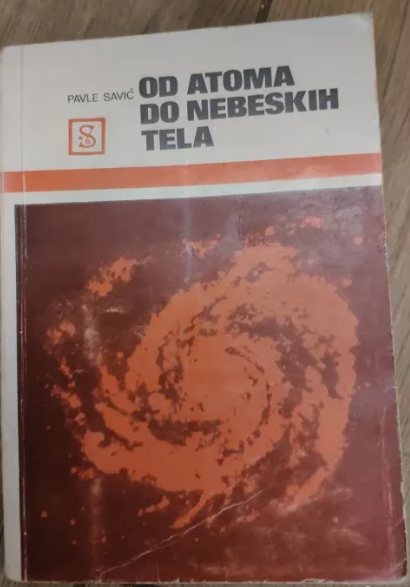 PAVLE SAVIĆ
OD ATOMA
DO NEBESKIH
TELA
S